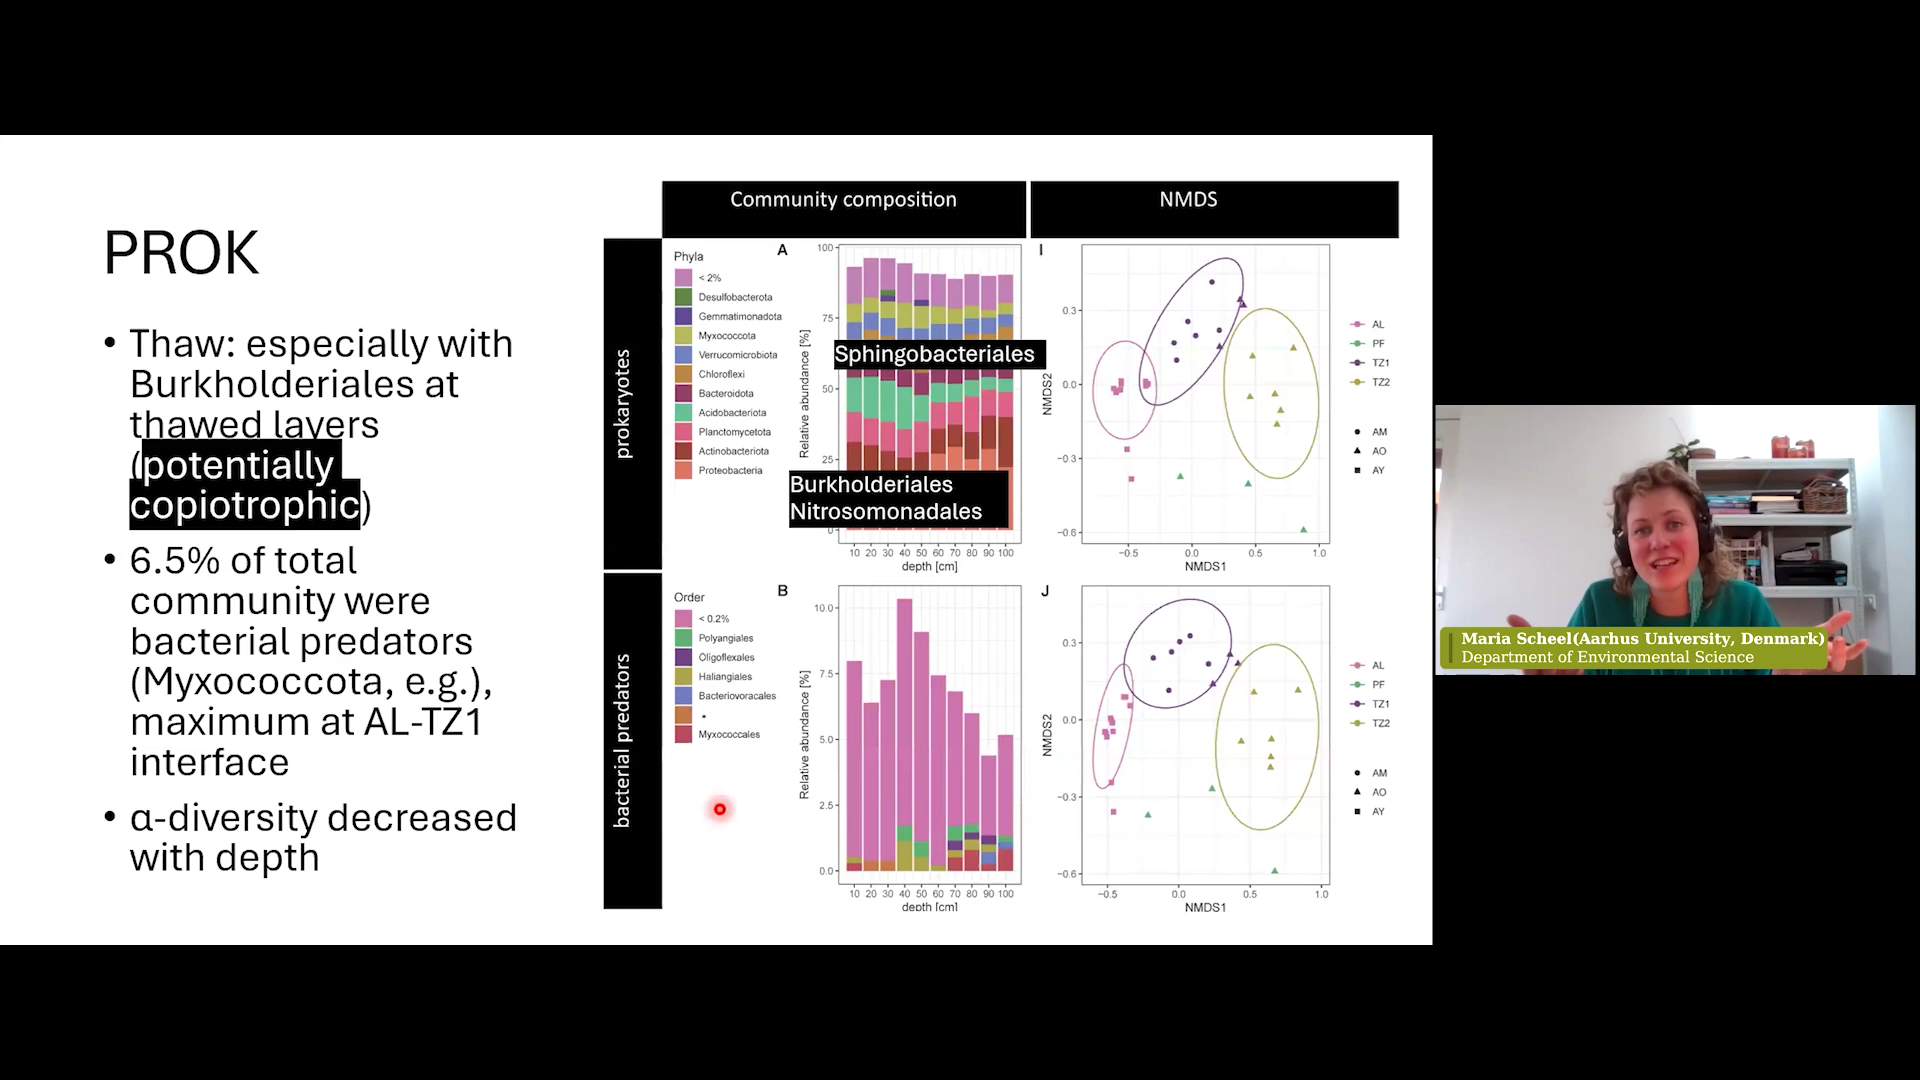 PROK
• Thaw: especially with
Burkholderiales at
thawed layers
(potentially
copiotrophic)
• 6.5% of total
community were
bacterial predators
(Myxococcota, e.g.),
maximum at AL-TZ1
interface
• α-diversity decreased
with depth
Community composition
NMDS
prokaryotes
Phyla
< 2%
Desulfobacterota
Gemmatimonadota
Myxococcota
Verrucomicrobiota
Chloroflexi
Bacteroidota
Acidobacteriota
Planctomycetota
Actinobacteriota
Proteobacteria
A
Relative abundance [%]
100
75
50
25
0
Sphingobacteriales
Burkholderiales
Nitrosomonadales
10 20 30 40 50 60 70 80 90 100
depth [cm]
I
NMDS2
0.3
0.0
−0.3
−0.6
−0.5 0.0 0.5 1.0
NMDS1
AL
PF
TZ1
TZ2
AM
AO
AY
bacterial predators
Order
< 0.2%
Polyangiales
Oligoflexales
Haliangiales
Bacteriovoracales
Myxococcales
B
Relative abundance [%]
10.0
7.5
5.0
2.5
0.0
10 20 30 40 50 60 70 80 90 100
depth [cm]
J
NMDS2
0.3
0.0
−0.3
−0.6
−0.5 0.0 0.5 1.0
NMDS1
AL
PF
TZ1
TZ2
AM
AO
AY
Maria Scheel(Aarhus University, Denmark)
Department of Environmental Science